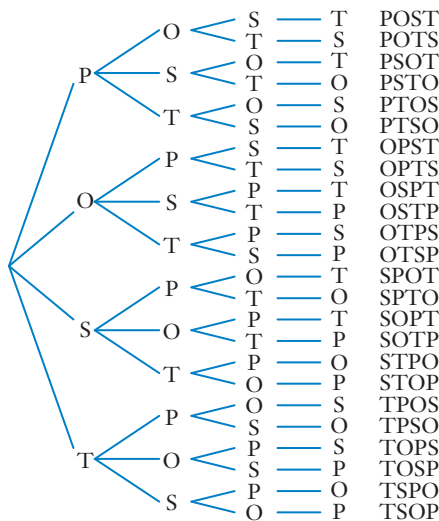 S T POST
O
T S POTS
O T PSOT
P S
T O PSTO
O S PTOS
T
S O PTSO
S T OPST
P
T S OPTS
P T OSPT
O S
T P OSTP
P S OTPS
T
S P OTSP
O T SPOT
P
T O SPTO
P T SOPT
S O
T P SOTP
P O STPO
T
O P STOP
O S TPOS
P
S O TPSO
P S TOPS
T O
S P TOSP
P O TSPO
S
O P TSOP